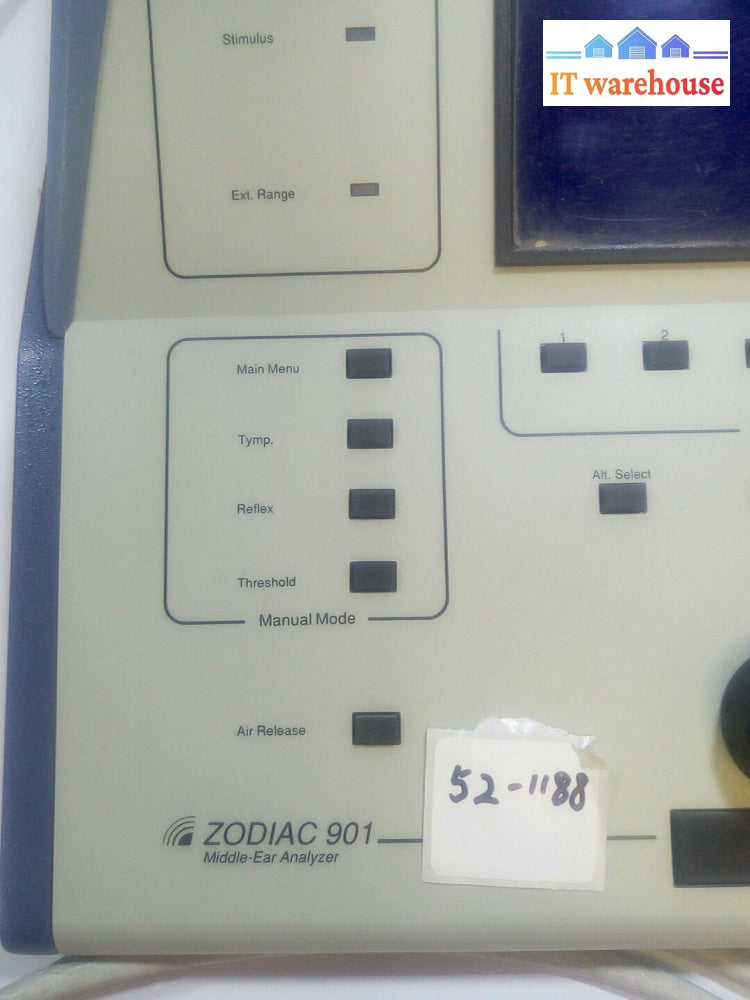 Stimulus
IT warehouse
Ext. Range
1
2
Main Menu
Tymp.
Alt. Select
Reflex
Threshold
Manual Mode
Air Release
52-1188
ZODIAC 901
Middle-Ear Analyzer